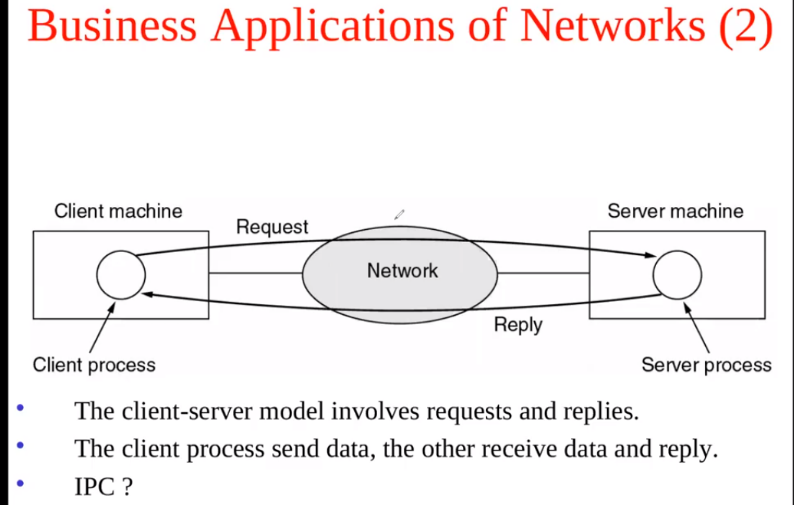 Business Applications of Networks (2)
Client machine
Server machine
Request
Network
Reply
Client process
Server process
• The client-server model involves requests and replies.
• The client process send data, the other receive data and reply.
• IPC ?